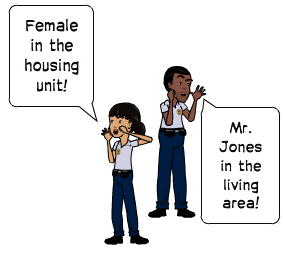 Female
in the
housing
unit!
Mr.
Jones
in the
living
area!